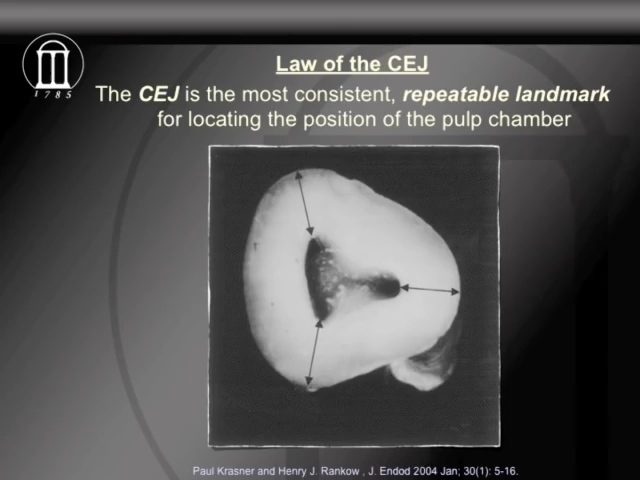 1785
Law of the CEJ
The CEJ is the most consistent, repeatable landmark
for locating the position of the pulp chamber
Paul Krasner and Henry J. Rankow , J. Endod 2004 Jan; 30(1): 5-16.